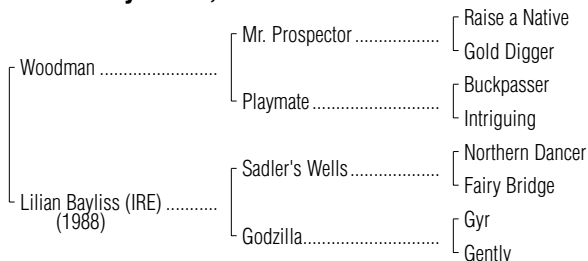 Raise a Native
Mr. Prospector ....................
Gold Digger
Woodman ............................
Buckpasser
Playmate ..............................
Intriguing
Northern Dancer
Sadler's Wells.....................
Fairy Bridge
Lilian Bayliss (IRE) ............
(1988)
Gyr
Godzilla.................................
Gently